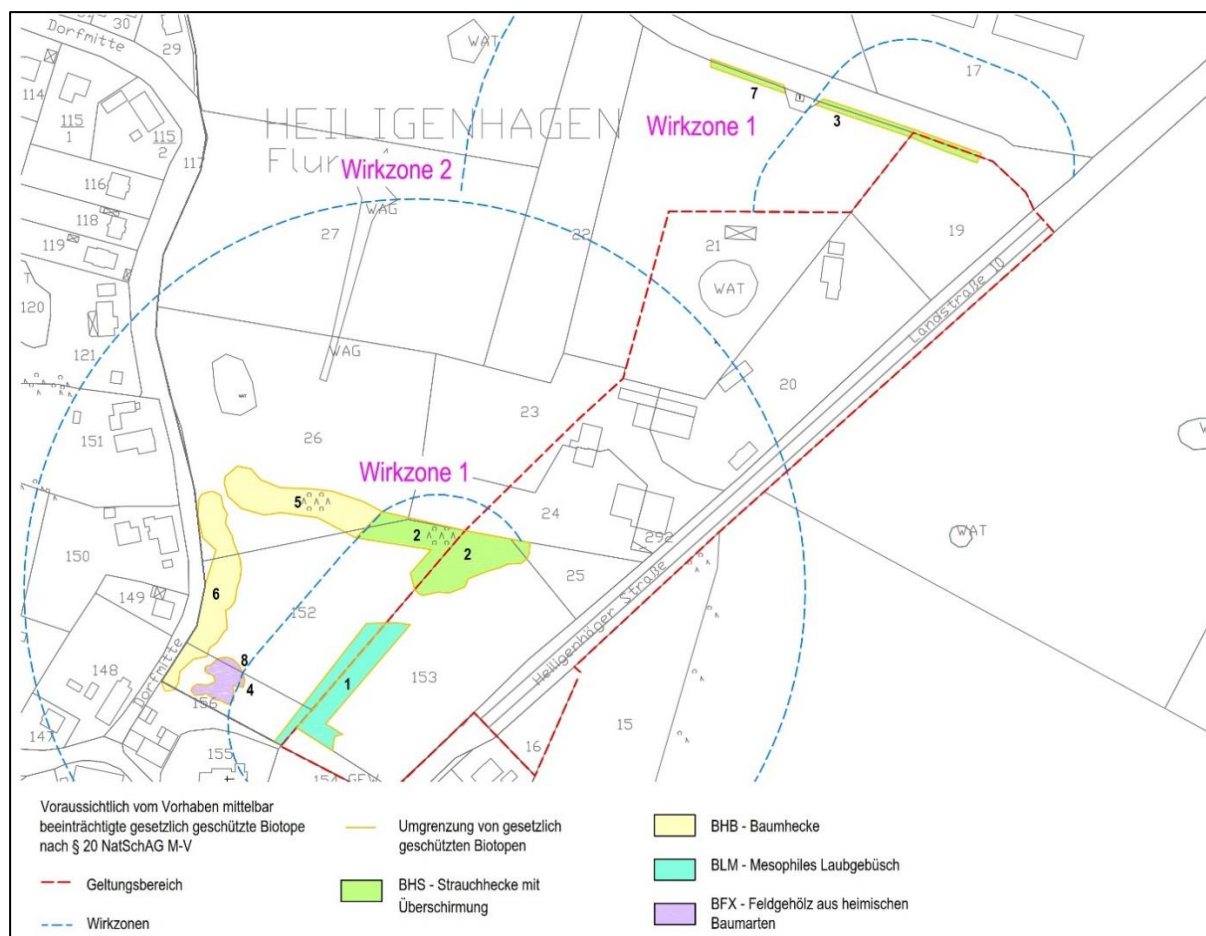 Dorfmitte
30
29
WAT
17
114
115
1
115
2
117
7
3
HEILIGENHAGEN
Flur
Wirkzone 1
Wirkzone 2
116
118
119
WAG
27
22
21
19
WAT
120
Landstraße 10
121
WAG
20
23
151
26
Wirkzone 1
5
24
292
WAT
150
2
2
25
149
6
152
Heiligenhäger Straße
148
Dorfmitte
8
4
1
153
156
15
147
155
16
154 GEW
Voraussichtlich vom Vorhaben mittelbar
beeinträchtigte gesetzlich geschützte Biotope
nach § 20 NatSchAG M-V
Geltungsbereich
Wirkzonen
Umgrenzung von gesetzlich
geschützten Biotopen
BHS - Strauchhecke mit
Überschirmung
BHB - Baumhecke
BLM - Mesophiles Laubgebüsch
BFX - Feldgehölz aus heimischen
Baumarten